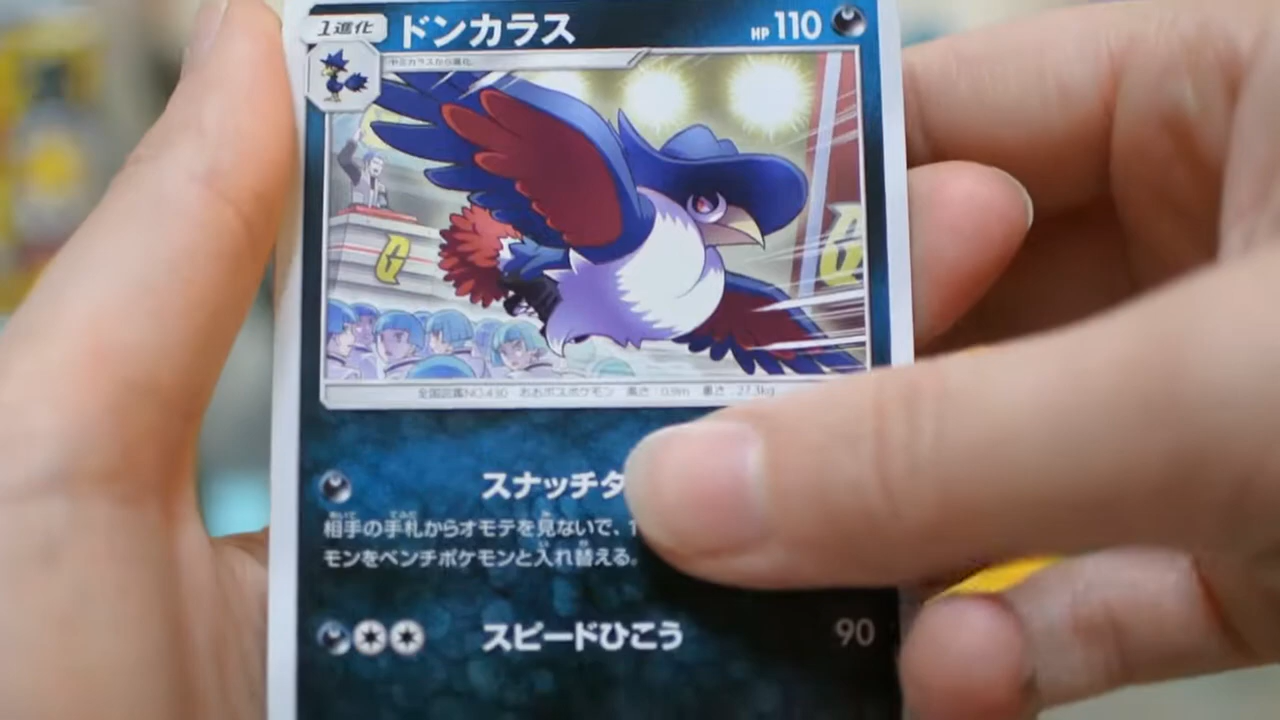 1進化 ドンカラス HP 110
ヤミカラスから進化
G
G
全国図鑑NO.430 おおボスポケモン 高さ:0.9m 重さ:27.3kg
スナッチタ
相手の手札からオモテを見ないで、1
モンをベンチポケモンと入れ替える。
スピードひこう 90